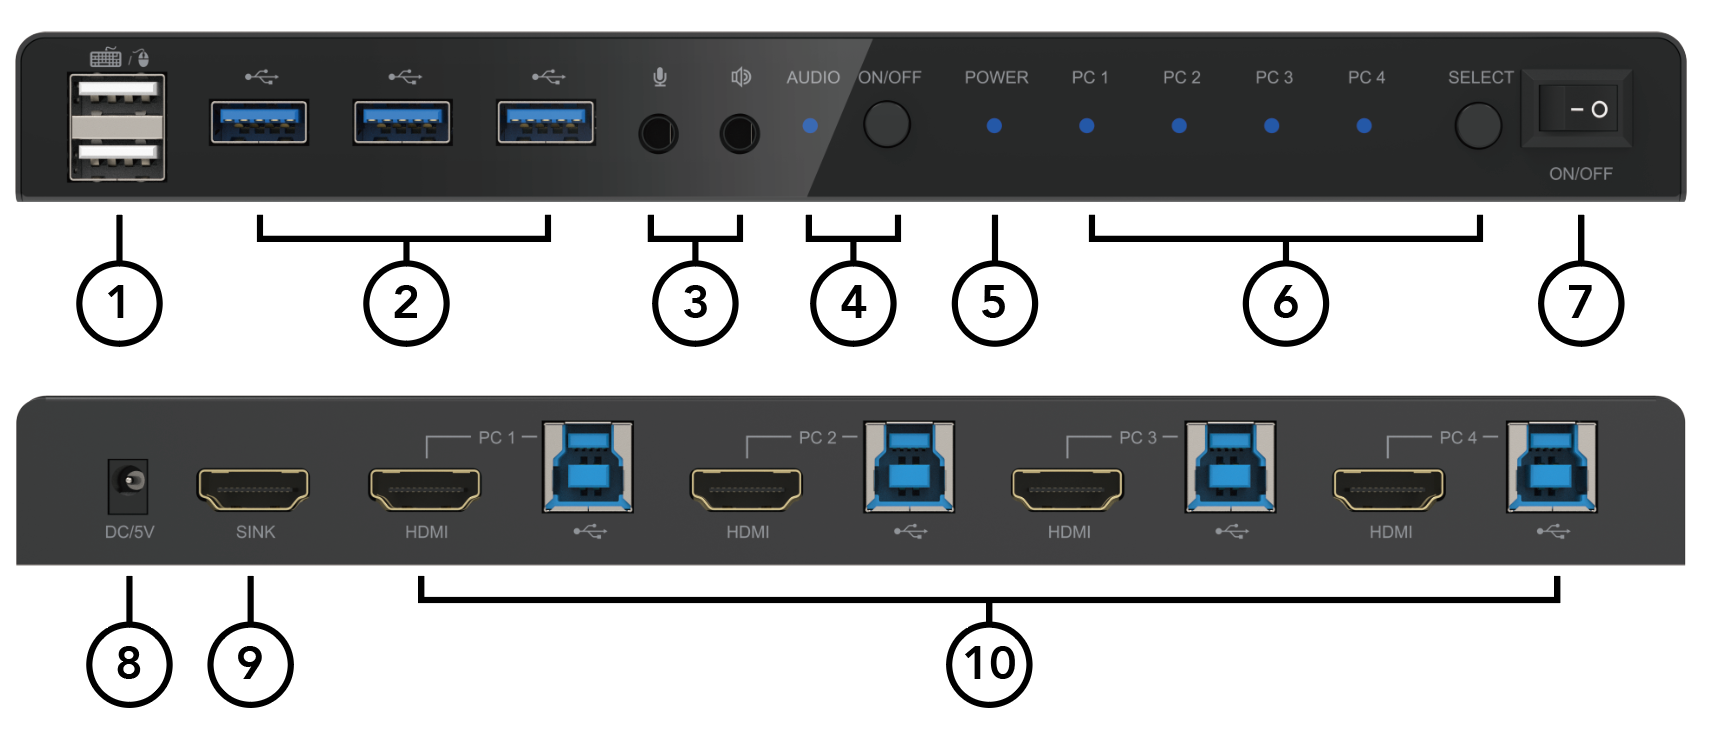 AUDIO ON/OFF POWER PC 1 PC 2 PC 3 PC 4 SELECT
– O
ON/OFF
1 2 3 4 5 6 7
PC 1 PC 2 PC 3 PC 4
DC/5V SINK HDMI HDMI HDMI HDMI
8 9 10